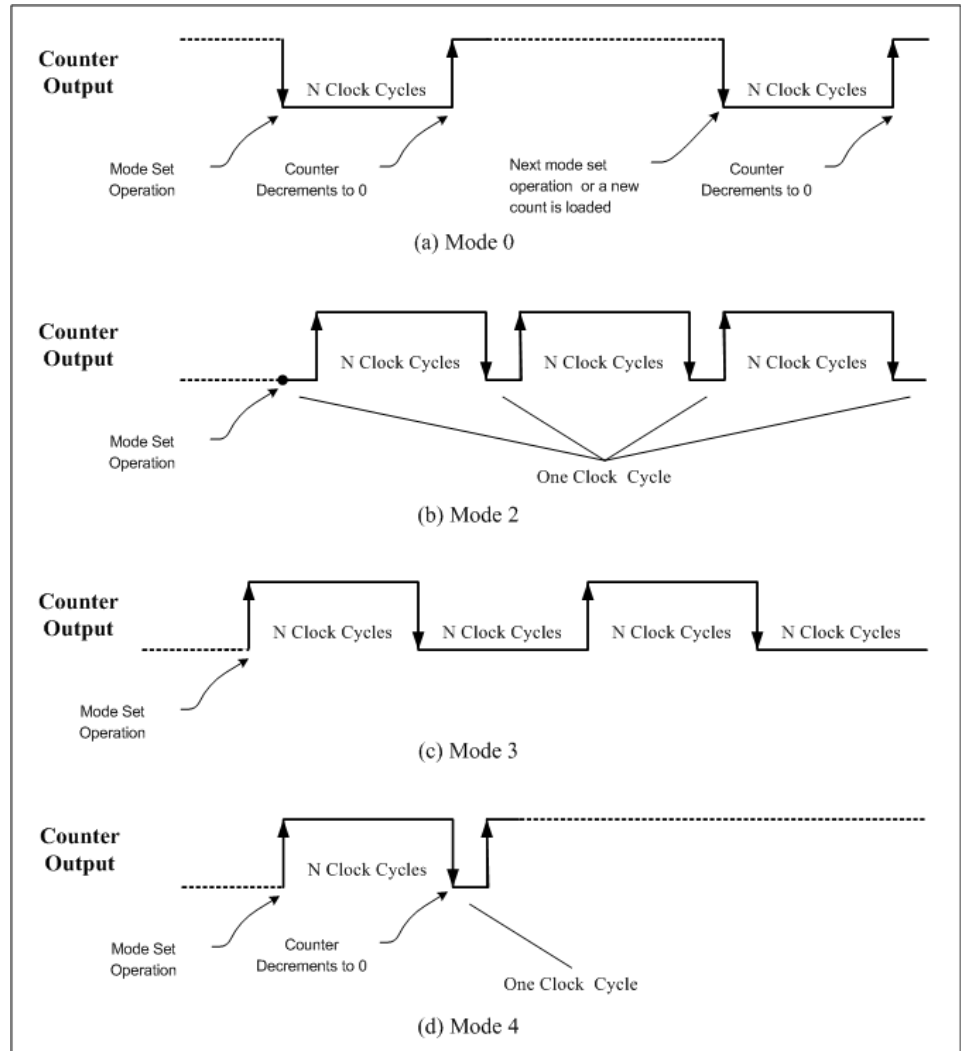 Counter
Output
N Clock Cycles
N Clock Cycles
Mode Set
Operation
Counter
Decrements to 0
Next mode set
operation or a new
count is loaded
Counter
Decrements to 0
(a) Mode 0
Counter
Output
N Clock Cycles
N Clock Cycles
N Clock Cycles
Mode Set
Operation
One Clock Cycle
(b) Mode 2
Counter
Output
N Clock Cycles
N Clock Cycles
N Clock Cycles
N Clock Cycles
Mode Set
Operation
(c) Mode 3
Counter
Output
N Clock Cycles
Mode Set
Operation
Counter
Decrements to 0
One Clock Cycle
(d) Mode 4